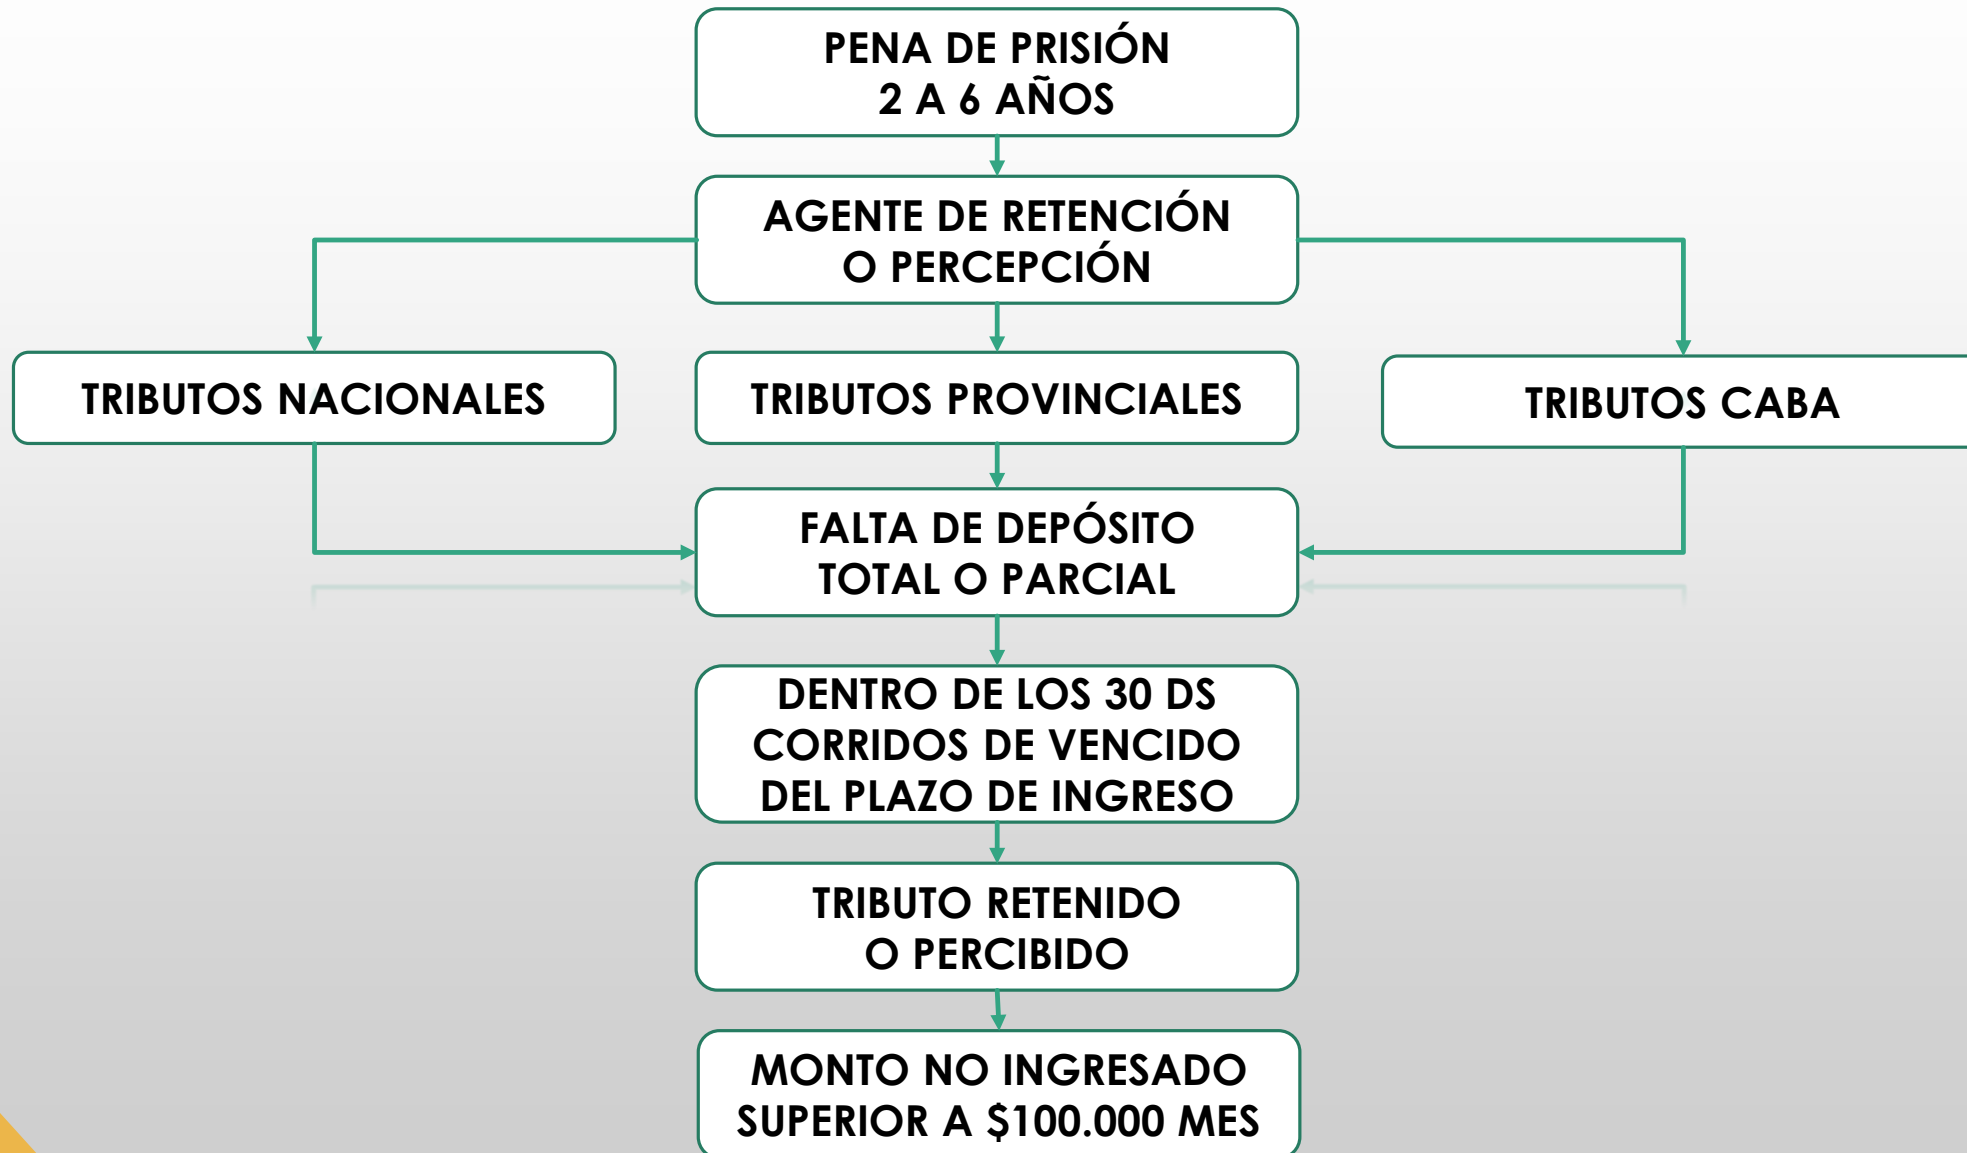 PENA DE PRISIÓN
2 A 6 AÑOS
AGENTE DE RETENCIÓN
O PERCEPCIÓN
TRIBUTOS NACIONALES
TRIBUTOS PROVINCIALES
TRIBUTOS CABA
FALTA DE DEPÓSITO
TOTAL O PARCIAL
DENTRO DE LOS 30 DS
CORRIDOS DE VENCIDO
DEL PLAZO DE INGRESO
TRIBUTO RETENIDO
O PERCIBIDO
MONTO NO INGRESADO
SUPERIOR A $100.000 MES